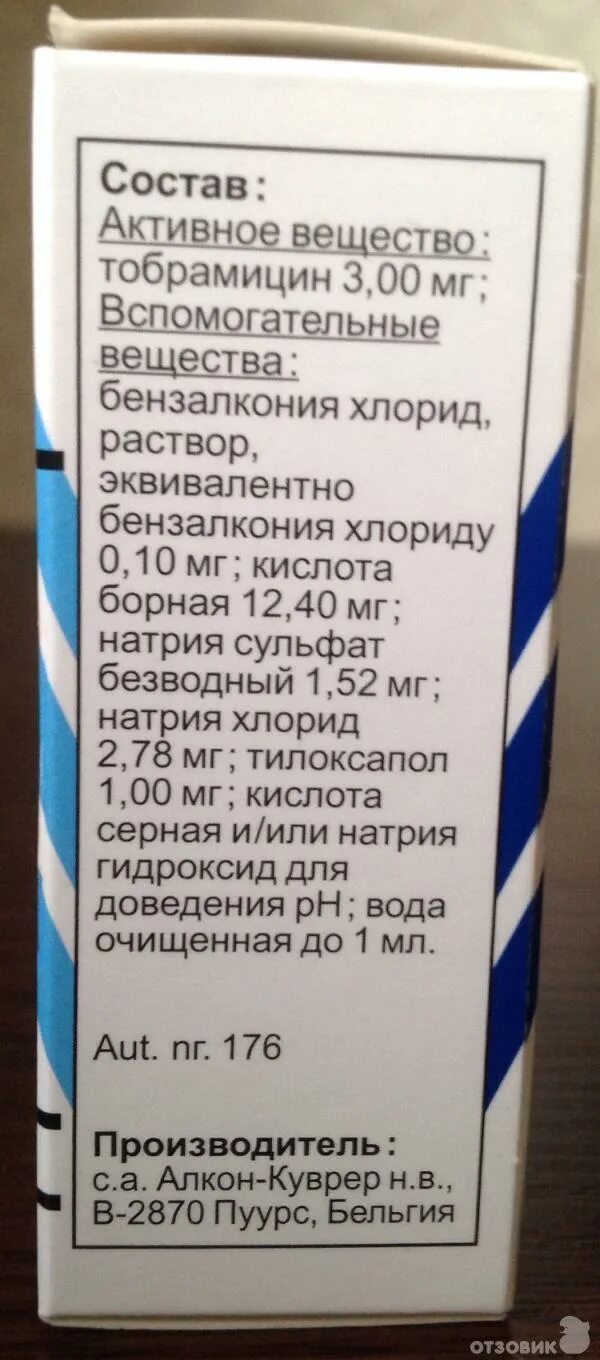 Состав:
Активное вещество:
тобрамицин 3,00 мг;
Вспомогательные
вещества:
бензалкония хлорид,
раствор,
эквивалентно
бензалкония хлориду
0,10 мг; кислота
борная 12,40 мг;
натрия сульфат
безводный 1,52 мг;
натрия хлорид
2,78 мг; тилоксапол
1,00 мг; кислота
серная и/или натрия
гидроксид для
доведения pH; вода
очищенная до 1 мл.
Aut. nr. 176
Производитель:
с.а. Алкон-Куврер н.в.,
В-2870 Пуурс, Бельгия
ОТЗОВИК